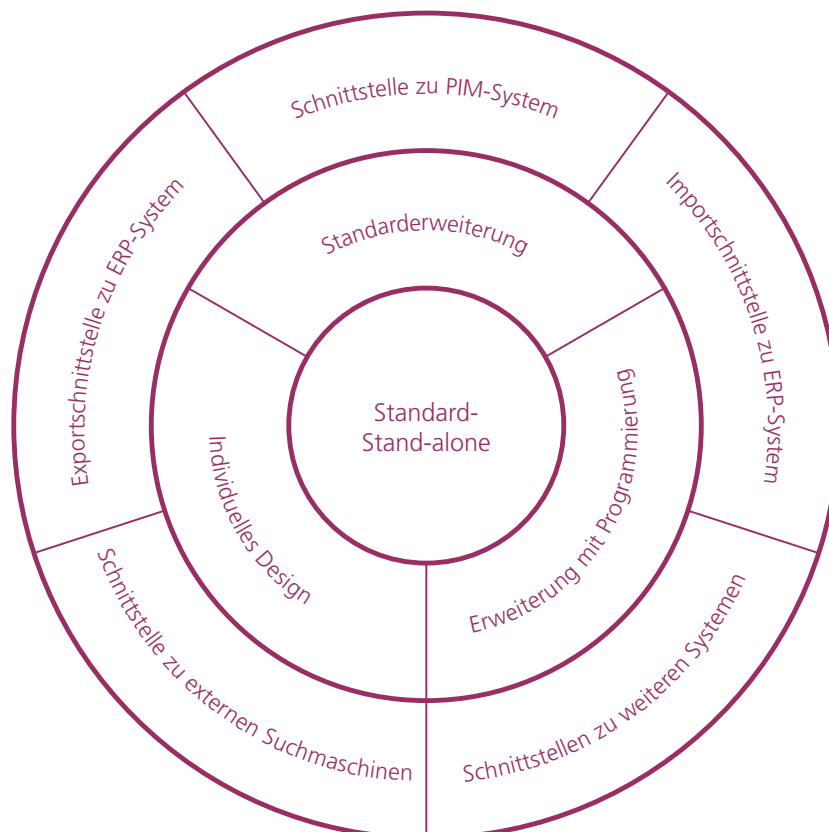 Schnittstelle zu PIM-System
Importschnittstelle zu ERP-System
Schnittstellen zu weiteren Systemen
Schnittstelle zu externen Suchmaschinen
Exportschnittstelle zu ERP-System
Standarderweiterung
Erweiterung mit Programmierung
Individuelles Design
Standard-
Stand-alone